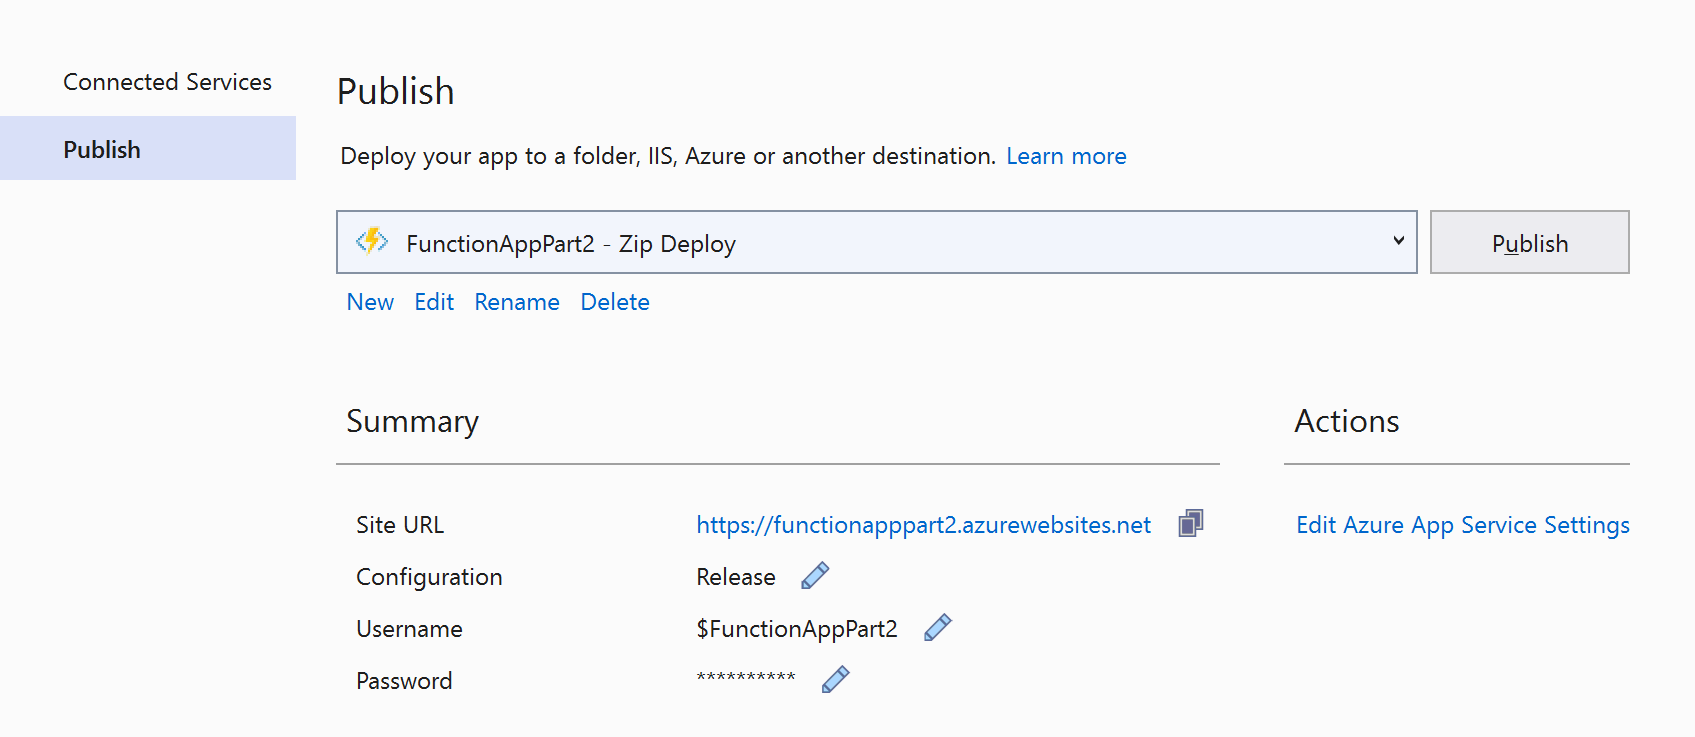 Connected Services
Publish
Publish
Deploy your app to a folder, IIS, Azure or another destination. Learn more
FunctionAppPart2 - Zip Deploy
Publish
New Edit Rename Delete
Summary
Actions
Site URL https://functionapppart2.azurewebsites.net
Edit Azure App Service Settings
Configuration Release
Username $FunctionAppPart2
Password **********